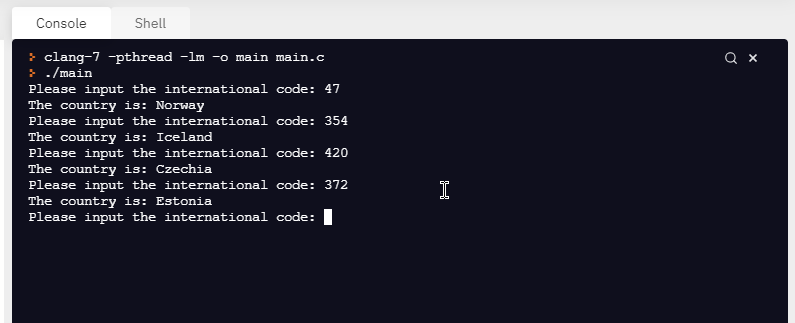 Console Shell
clang-7 -pthread -lm -o main main.c
./main
Please input the international code: 47
The country is: Norway
Please input the international code: 354
The country is: Iceland
Please input the international code: 420
The country is: Czechia
Please input the international code: 372
The country is: Estonia
Please input the international code: